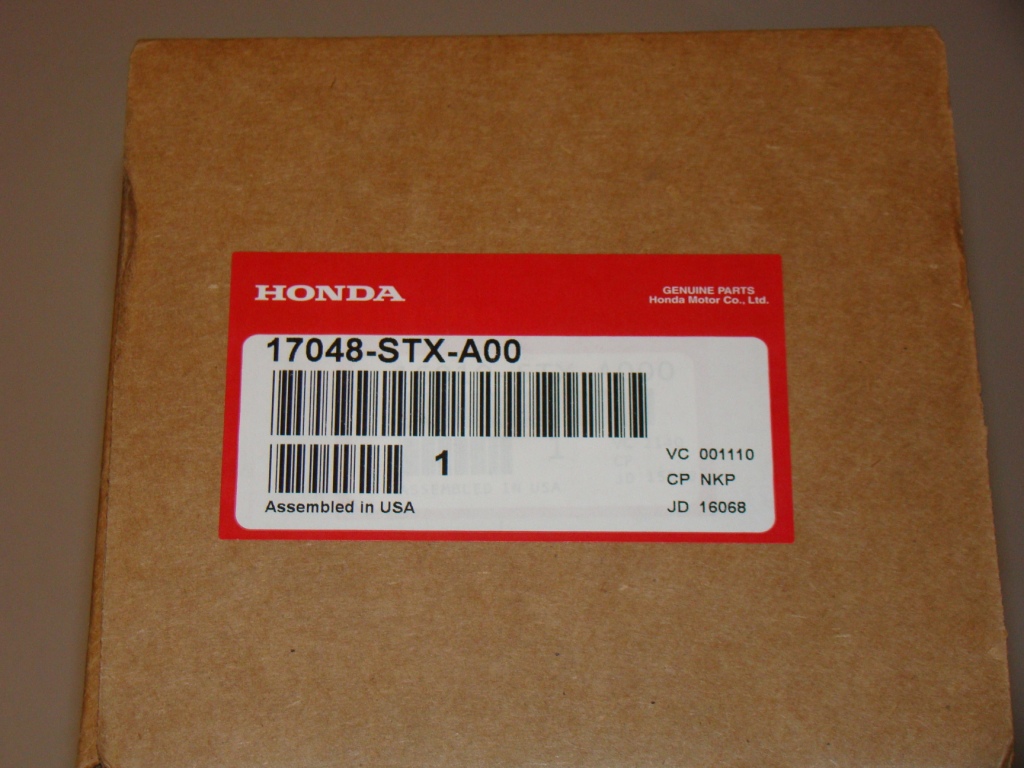 HONDA
GENUINE PARTS
Honda Motor Co., Ltd.
17048-STX-A00
1
VC 001110
CP NKP
Assembled in USA
JD 16068